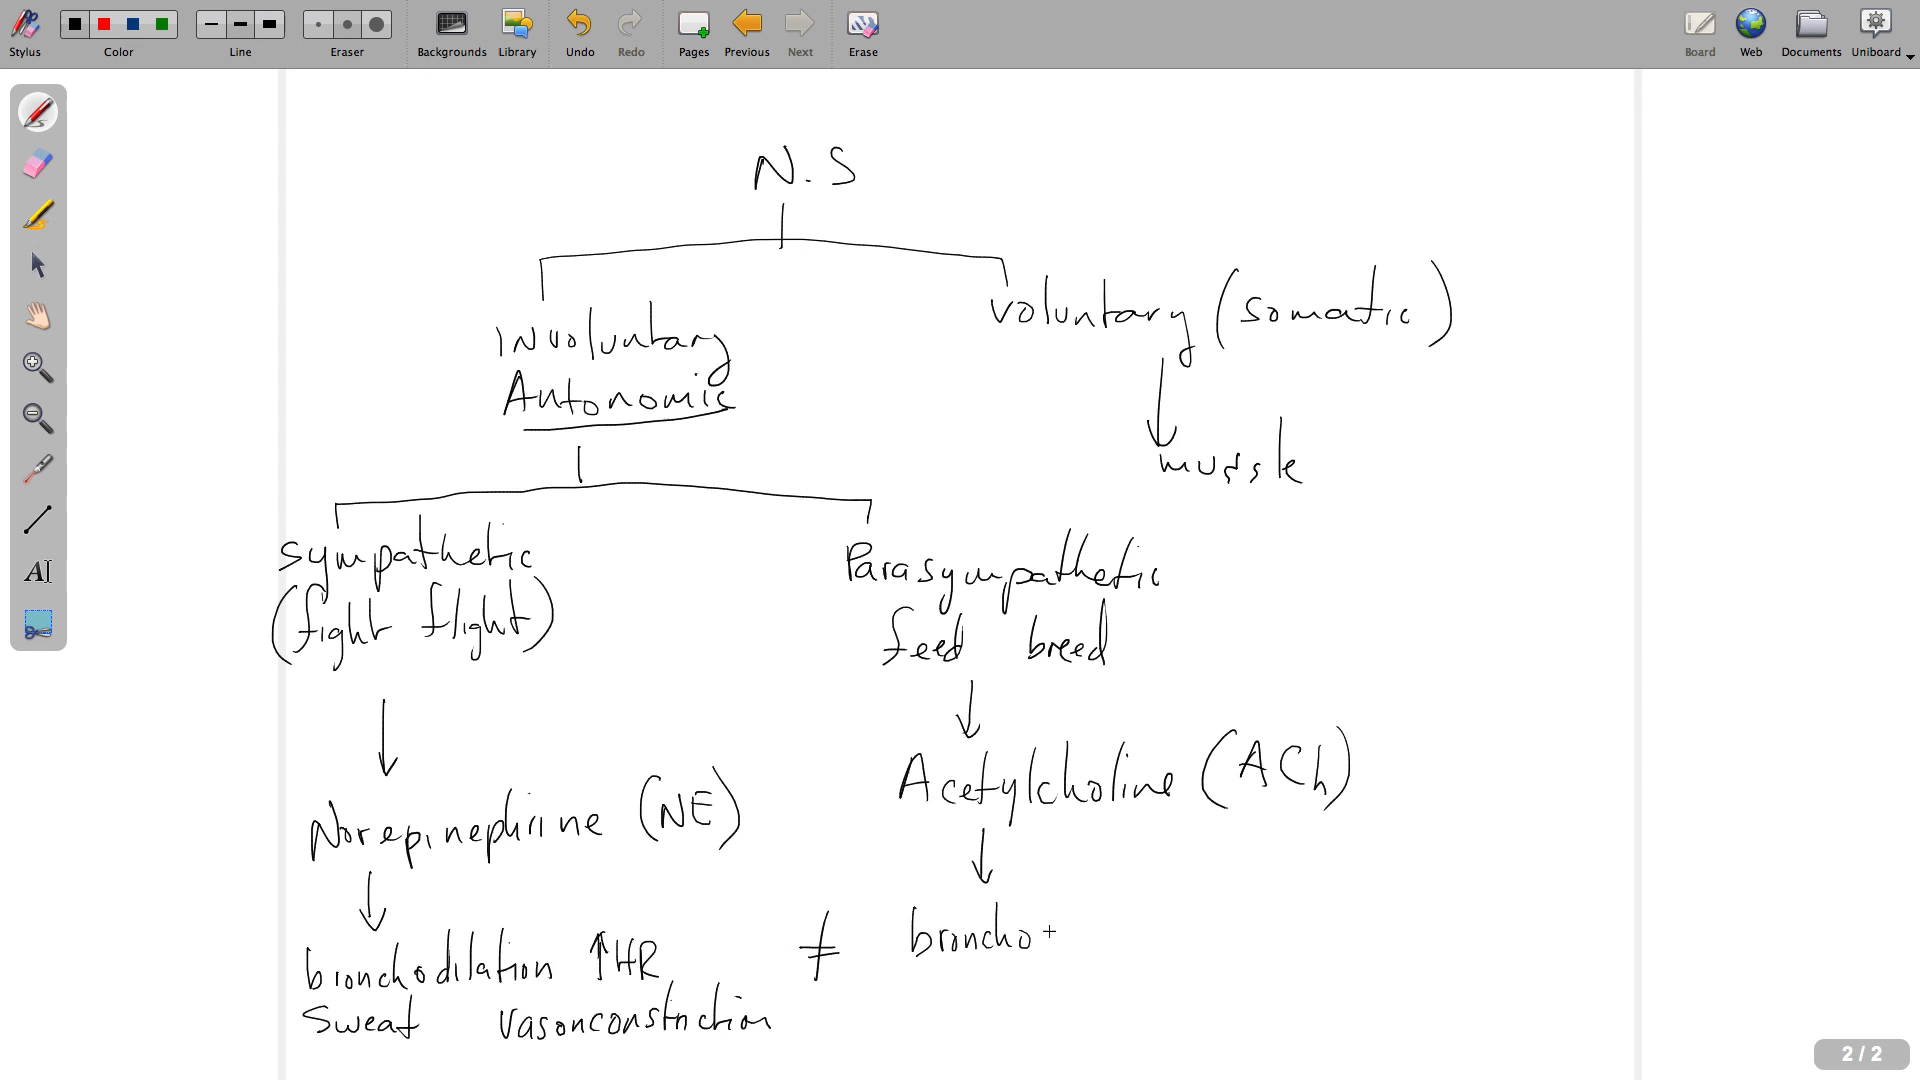 Stylus Color Line Eraser Backgrounds Library Undo Redo Pages Previous Next Erase Board Web Documents Uniboard
N.S
Involuntary
Autonomic
voluntary (somatic)
muscle
Sympathetic
(fight flight)
Parasympathetic
feed breed
Norepinephrine (NE)
Acetylcholine (ACh)
bronchodilation ↑HR
Sweat vasonconstriction
≠
broncho
2 / 2